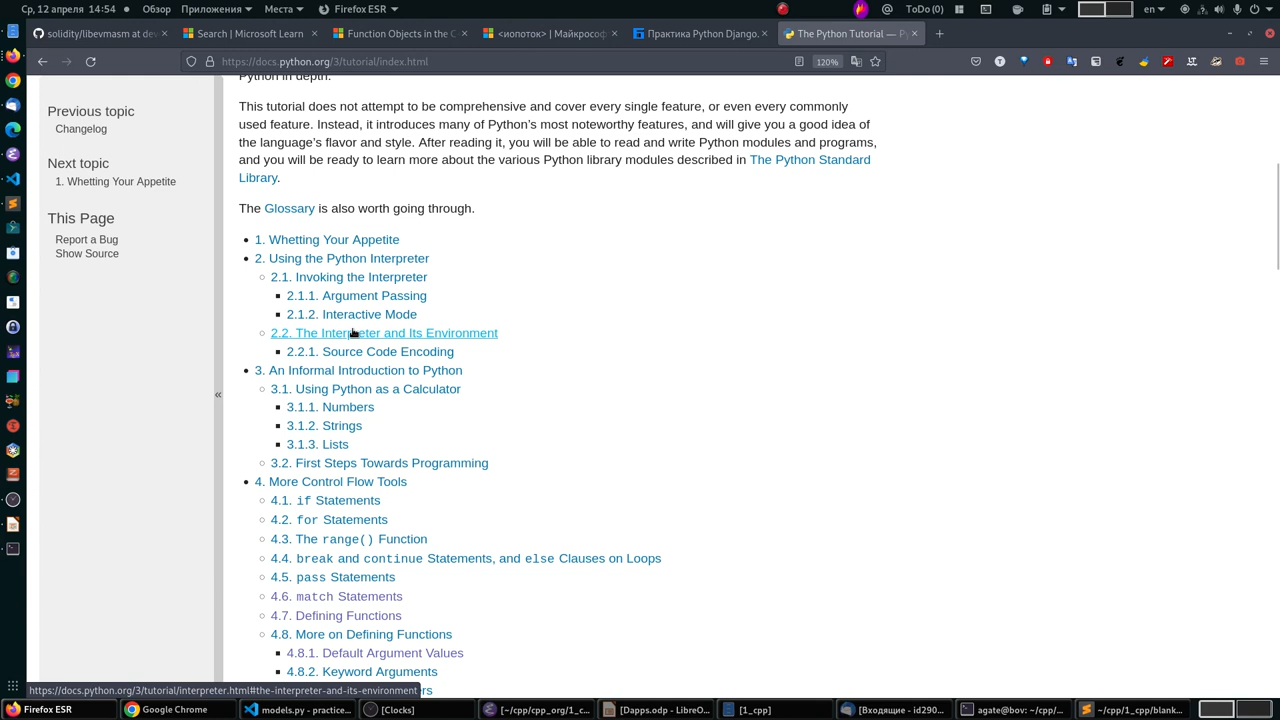 Ср, 12 апреля  14:54
Обзор
Приложения
Места
Firefox ESR
ToDo (0)
en
solidity/libevmasm at dev
Search | Microsoft Learn
Function Objects in the C
<иопоток> | Майкрософ
Практика Python Django.
The Python Tutorial — Py
https://docs.python.org/3/tutorial/index.html
120%
Previous topic
Changelog
Next topic
1. Whetting Your Appetite
This Page
Report a Bug
Show Source
«
Python in depth.
This tutorial does not attempt to be comprehensive and cover every single feature, or even every commonly
used feature. Instead, it introduces many of Python's most noteworthy features, and will give you a good idea of
the language's flavor and style. After reading it, you will be able to read and write Python modules and programs,
and you will be ready to learn more about the various Python library modules described in The Python Standard
Library.
The Glossary is also worth going through.
1. Whetting Your Appetite
2. Using the Python Interpreter
2.1. Invoking the Interpreter
2.1.1. Argument Passing
2.1.2. Interactive Mode
2.2. The Interpreter and Its Environment
2.2.1. Source Code Encoding
3. An Informal Introduction to Python
3.1. Using Python as a Calculator
3.1.1. Numbers
3.1.2. Strings
3.1.3. Lists
3.2. First Steps Towards Programming
4. More Control Flow Tools
4.1. if Statements
4.2. for Statements
4.3. The range() Function
4.4. break and continue Statements, and else Clauses on Loops
4.5. pass Statements
4.6. match Statements
4.7. Defining Functions
4.8. More on Defining Functions
4.8.1. Default Argument Values
4.8.2. Keyword Arguments
https://docs.python.org/3/tutorial/interpreter.html#the-interpreter-and-its-environment
rs
Firefox ESR
Google Chrome
models.py - practice...
[Clocks]
[~/cpp/cpp_org/1_c...
[Dapps.odp - LibreO...
[1_cpp]
[Входящие - id290...
agate@bov: ~/cpp/...
~/cpp/1_cpp/blank...